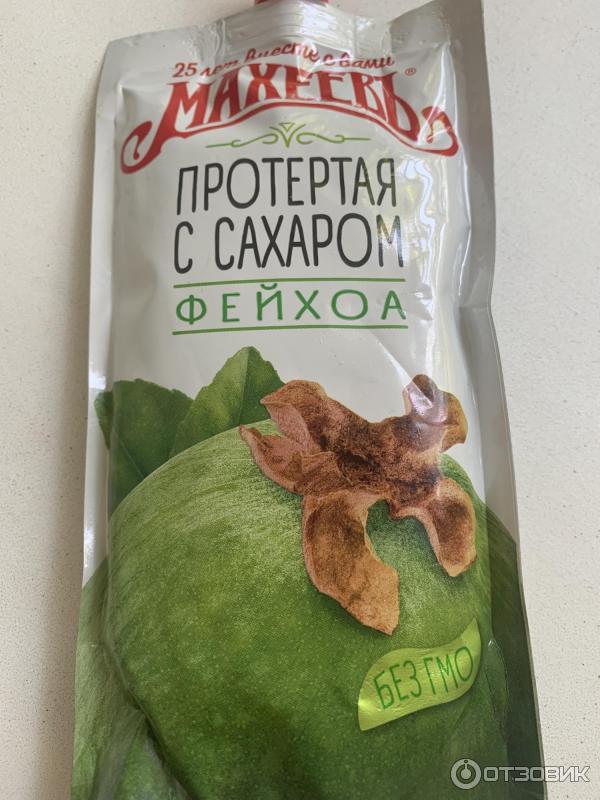 25 лет вместе с вами
МАХЕЕВЪ®
ПРОТЕРТАЯ
С САХАРОМ
ФЕЙХОА
БЕЗ ГМО
ОТЗОВИК